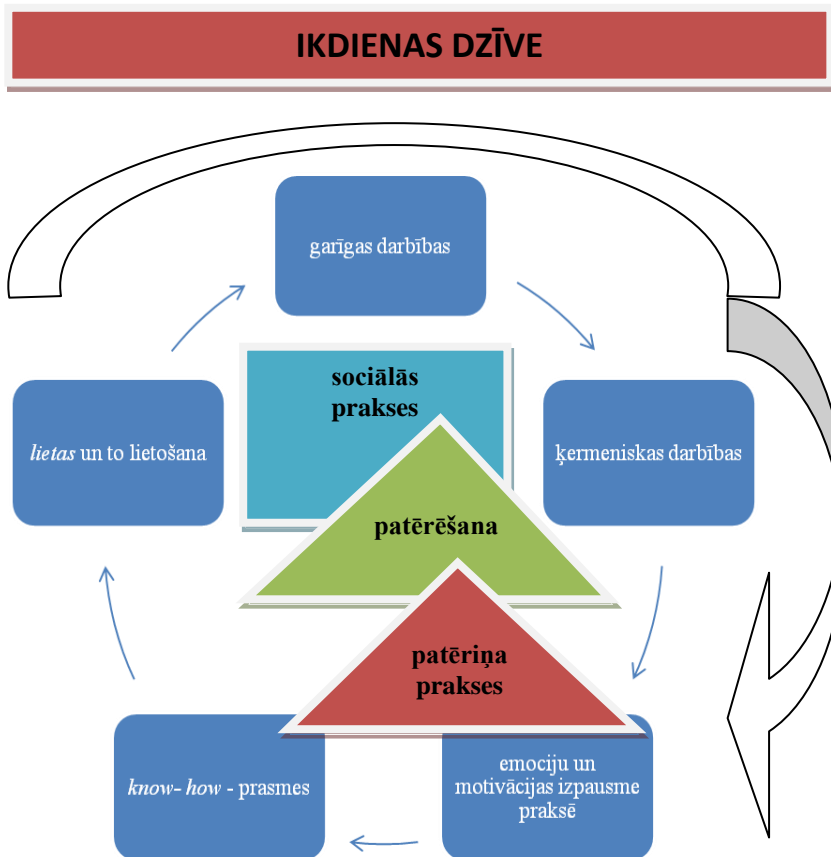 IKDIENAS DZĪVE
garīgas darbības
sociālās
prakses
lietas un to lietošana
ķermeniskas darbības
patērēšana
patēriņa
prakses
know- how - prasmes
emociju un
motivācijas izpausme
praksē